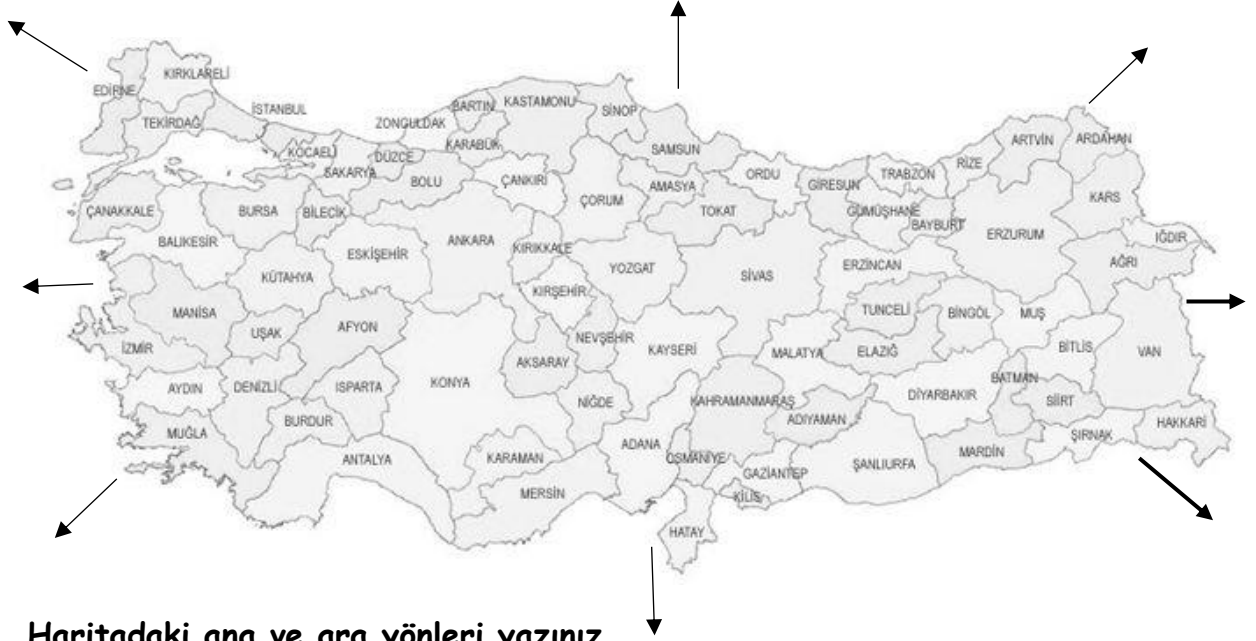 KIRKLARELİ
EDİRNE
TEKİRDAĞ
İSTANBUL
KOCAELİ
SAKARYA
DÜZCE
ZONGULDAK
BARTIN
KARABÜK
KASTAMONU
SİNOP
SAMSUN
BOLU
ÇANKIRI
ÇORUM
AMASYA
TOKAT
ORDU
GİRESUN
TRABZON
GÜMÜŞHANE
BAYBURT
RİZE
ARTVİN
ARDAHAN
KARS
IĞDIR
ERZURUM
AĞRI
ÇANAKKALE
BALIKESİR
BURSA
BİLECİK
ESKİŞEHİR
KÜTAHYA
ANKARA
KIRIKKALE
KIRŞEHİR
YOZGAT
SİVAS
ERZİNCAN
TUNCELİ
BİNGÖL
MUŞ
BİTLİS
VAN
MANİSA
İZMİR
UŞAK
AFYON
AYDIN
DENİZLİ
ISPARTA
BURDUR
MUĞLA
ANTALYA
KONYA
AKSARAY
NEVŞEHİR
NİĞDE
KAYSERİ
KARAMAN
MERSİN
ADANA
OSMANİYE
HATAY
KAHRAMANMARAŞ
MALATYA
ELAZIĞ
ADIYAMAN
GAZİANTEP
KİLİS
ŞANLIURFA
DİYARBAKIR
MARDİN
BATMAN
SİİRT
ŞIRNAK
HAKKARİ
Haritadaki ana ve ara yönleri yazınız